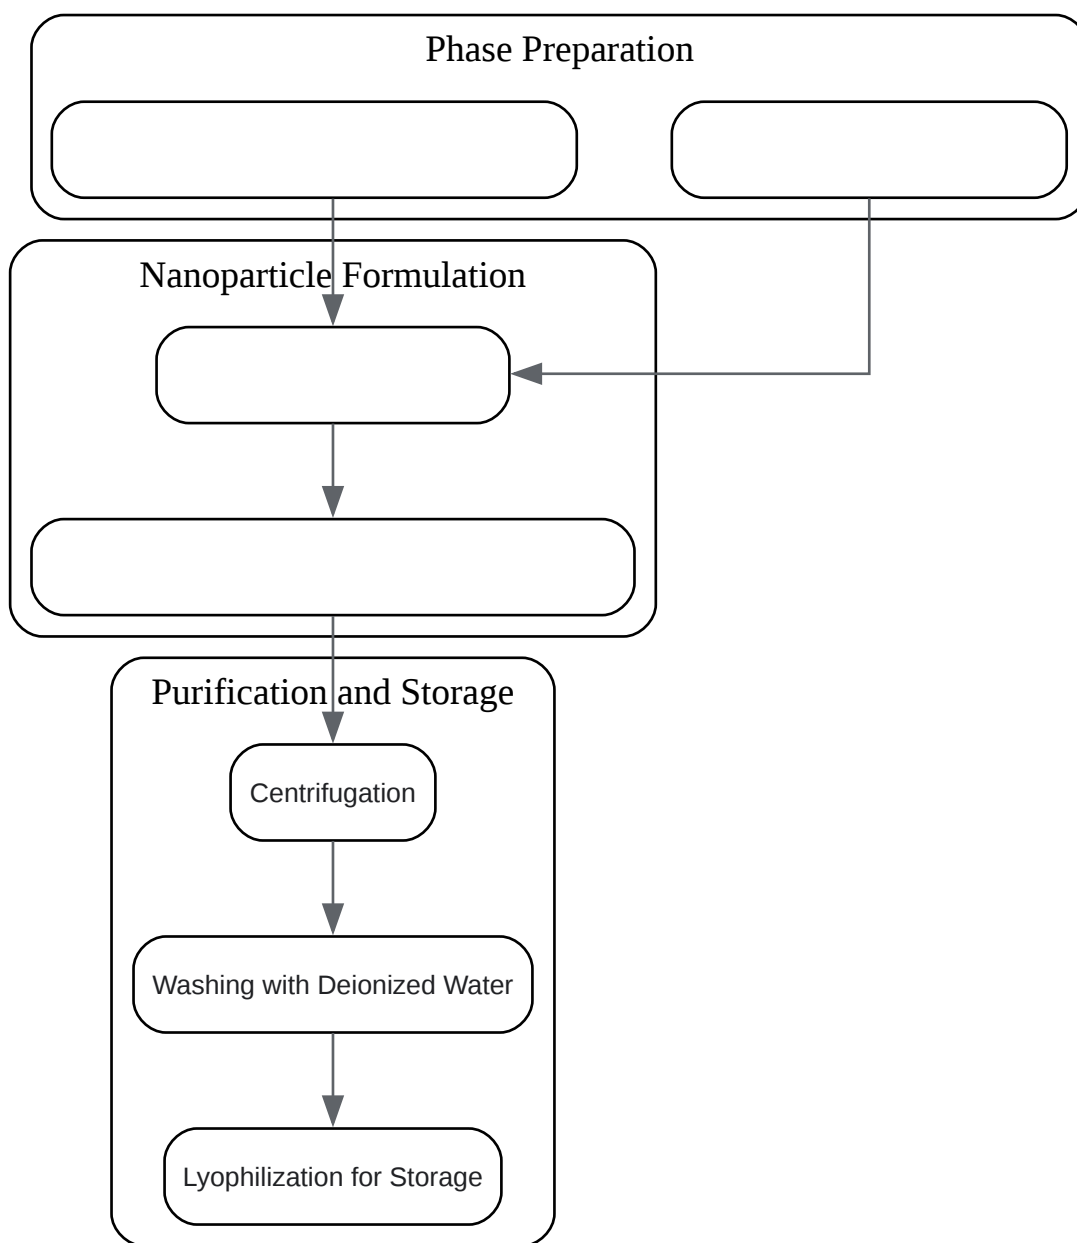 Phase Preparation
Nanoparticle Formulation
Purification and Storage
Centrifugation
Washing with Deionized Water
Lyophilization for Storage